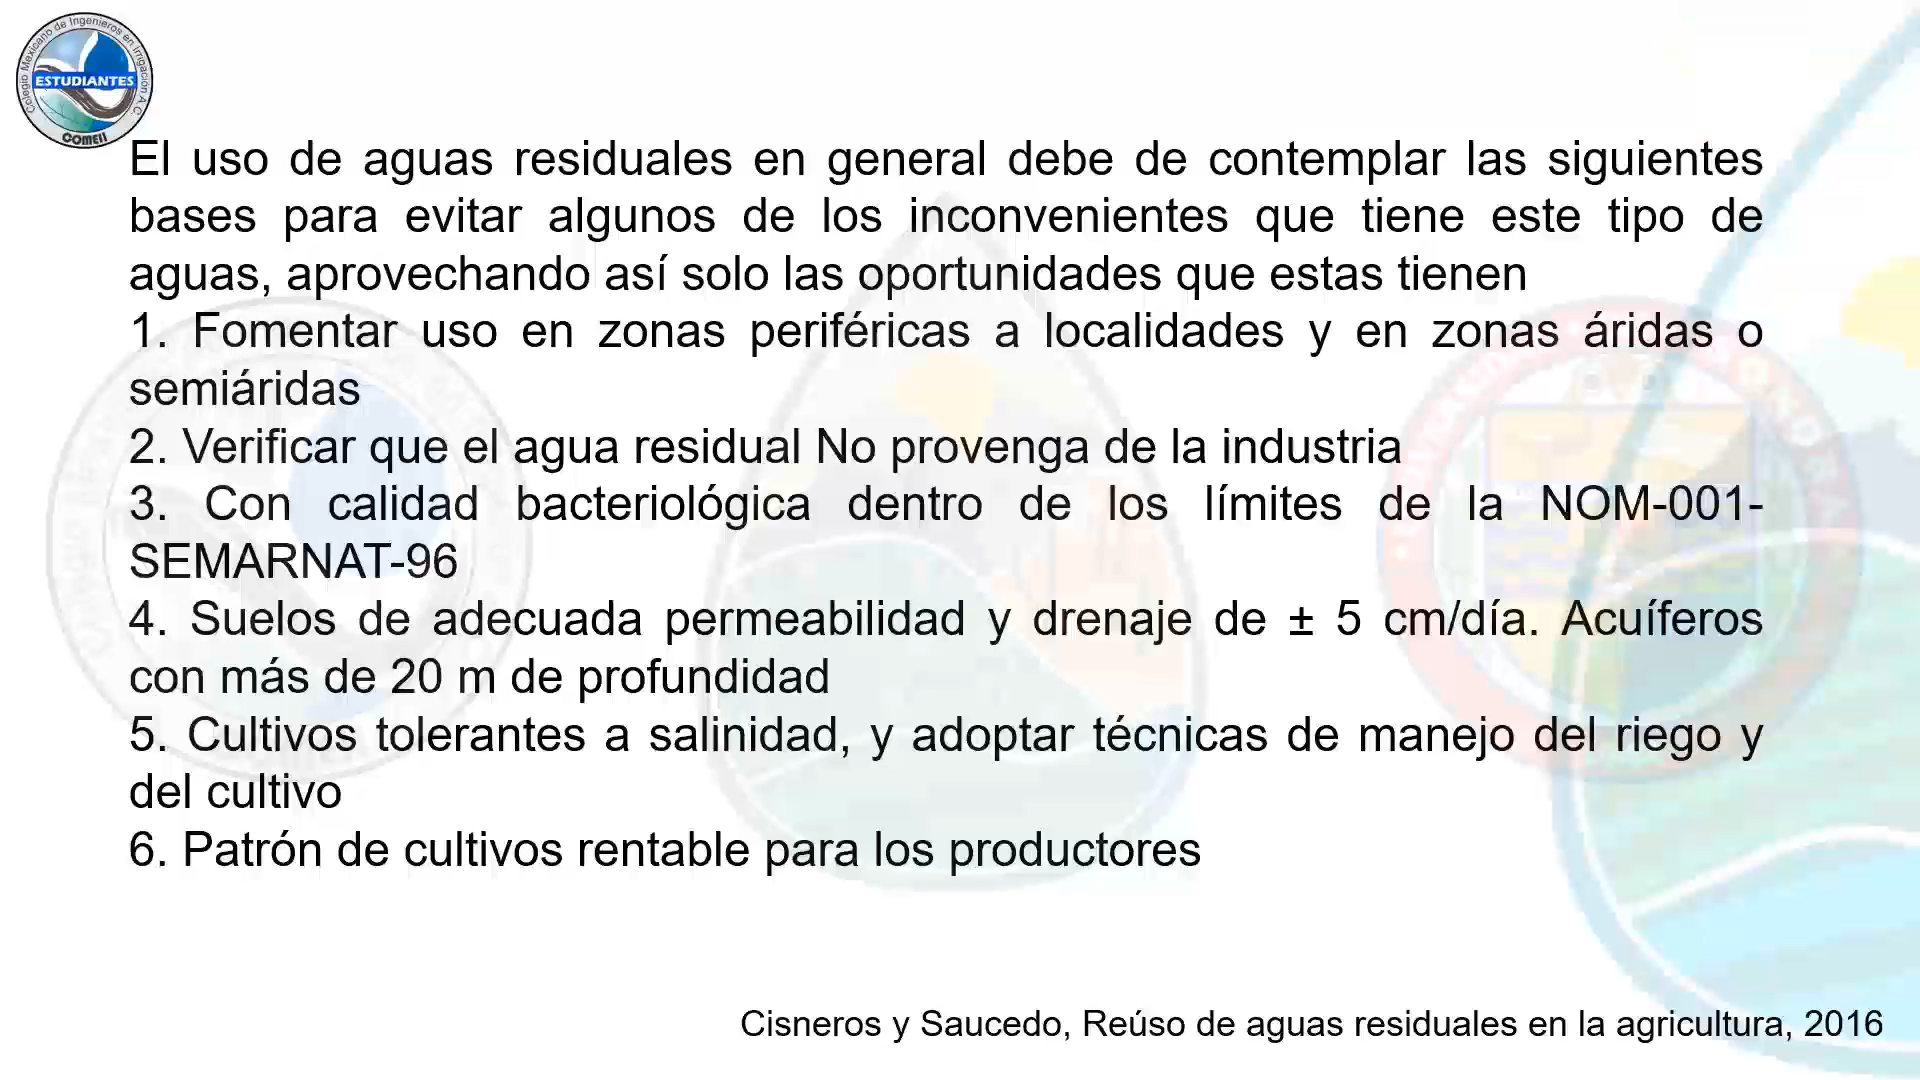 Colegio Mexicano de Ingenieros en Irrigación A.C.
ESTUDIANTES
COMEII
El uso de aguas residuales en general debe de contemplar las siguientes
bases para evitar algunos de los inconvenientes que tiene este tipo de
aguas, aprovechando así solo las oportunidades que estas tienen
1. Fomentar uso en zonas periféricas a localidades y en zonas áridas o
semiáridas
2. Verificar que el agua residual No provenga de la industria
3. Con calidad bacteriológica dentro de los límites de la NOM-001-
SEMARNAT-96
4. Suelos de adecuada permeabilidad y drenaje de ± 5 cm/día. Acuíferos
con más de 20 m de profundidad
5. Cultivos tolerantes a salinidad, y adoptar técnicas de manejo del riego y
del cultivo
6. Patrón de cultivos rentable para los productores
Cisneros y Saucedo, Reúso de aguas residuales en la agricultura, 2016